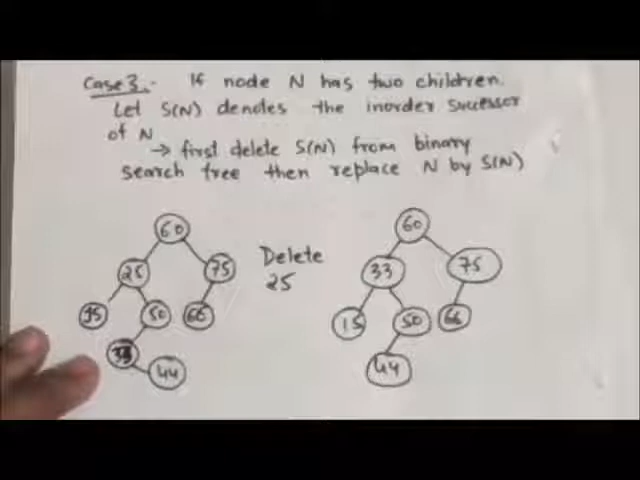 Case 3:- If node N has two children.
Let S(N) denotes the inorder successor
of N
→ first delete S(N) from binary
search tree then replace N by S(N)
60
25 75
15 50 66
33 44
Delete
25
60
33 75
15 50 66
44